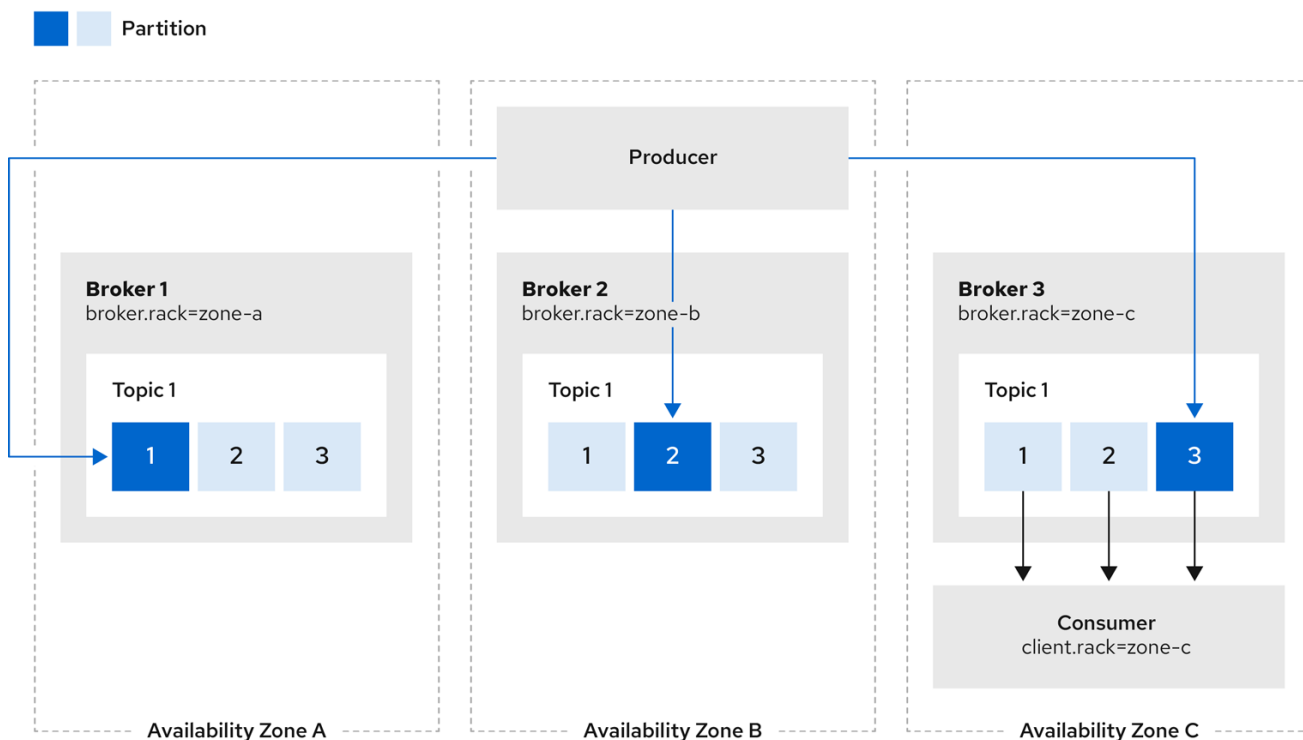 Partition
Producer
Broker 1
broker.rack=zone-a
Topic 1
1 2 3
Broker 2
broker.rack=zone-b
Topic 1
1 2 3
Broker 3
broker.rack=zone-c
Topic 1
1 2 3
Consumer
client.rack=zone-c
Availability Zone A
Availability Zone B
Availability Zone C